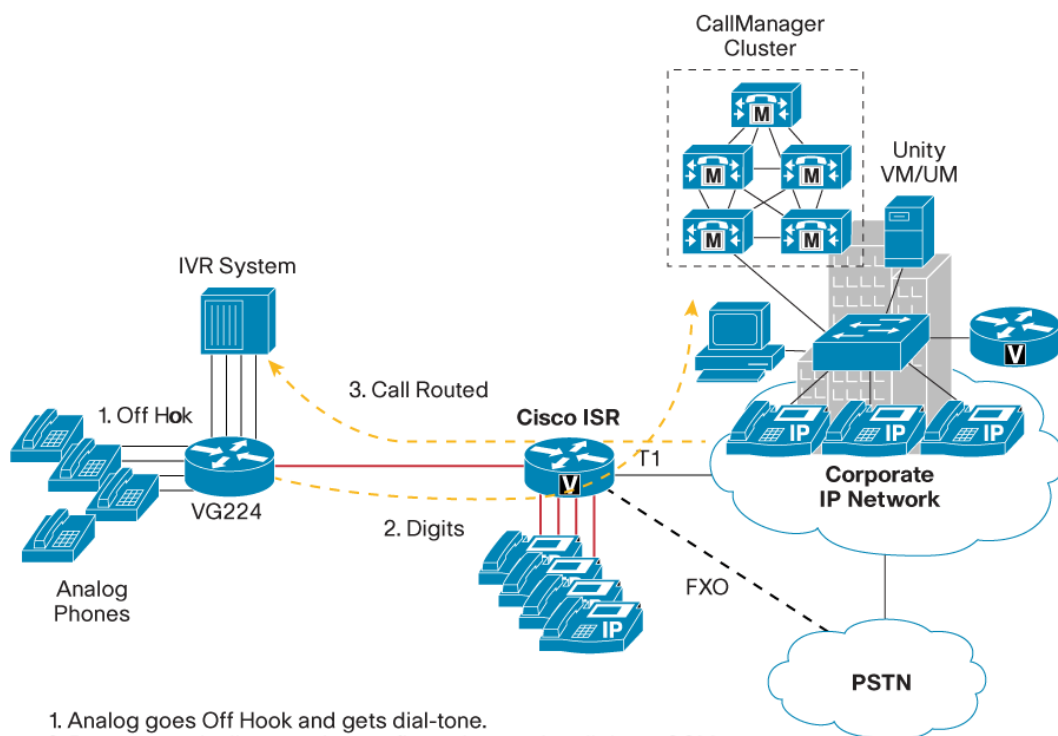 CallManager
Cluster
M
M
M
M
M
Unity
VM/UM
IVR System
V
3. Call Routed
1. Off Hok
Cisco ISR
IP
IP
IP
T1
V
Corporate
IP Network
VG224
2. Digits
Analog
Phones
FXO
IP
PSTN
1. Analog goes Off Hook and gets dial-tone.